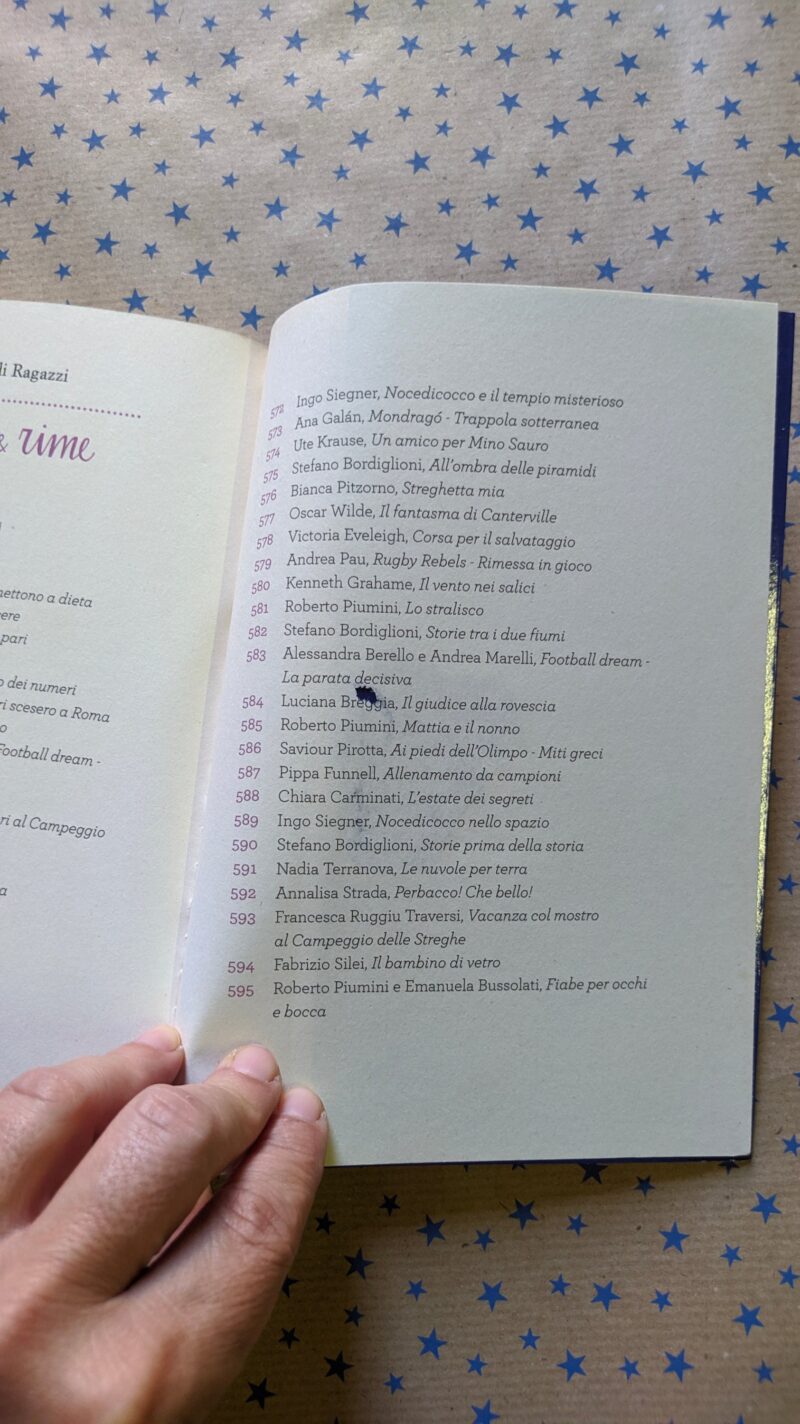 li Ragazzi
& rime
mettono a dieta
ere
pari
dei numeri
ri scesero a Roma
o
Football dream -
ri al Campeggio
a
572 Ingo Siegner, Nocedicocco e il tempio misterioso
573 Ana Galán, Mondragó - Trappola sotterranea
574 Ute Krause, Un amico per Mino Sauro
575 Stefano Bordiglioni, All'ombra delle piramidi
576 Bianca Pitzorno, Streghetta mia
577 Oscar Wilde, Il fantasma di Canterville
578 Victoria Eveleigh, Corsa per il salvataggio
579 Andrea Pau, Rugby Rebels - Rimessa in gioco
580 Kenneth Grahame, Il vento nei salici
581 Roberto Piumini, Lo stralisco
582 Stefano Bordiglioni, Storie tra i due fiumi
583 Alessandra Berello e Andrea Marelli, Football dream -
La parata decisiva
584 Luciana Breggia, Il giudice alla rovescia
585 Roberto Piumini, Mattia e il nonno
586 Saviour Pirotta, Ai piedi dell'Olimpo - Miti greci
587 Pippa Funnell, Allenamento da campioni
588 Chiara Carminati, L'estate dei segreti
589 Ingo Siegner, Nocedicocco nello spazio
590 Stefano Bordiglioni, Storie prima della storia
591 Nadia Terranova, Le nuvole per terra
592 Annalisa Strada, Perbacco! Che bello!
593 Francesca Ruggiu Traversi, Vacanza col mostro
al Campeggio delle Streghe
594 Fabrizio Silei, Il bambino di vetro
595 Roberto Piumini e Emanuela Bussolati, Fiabe per occhi
e bocca